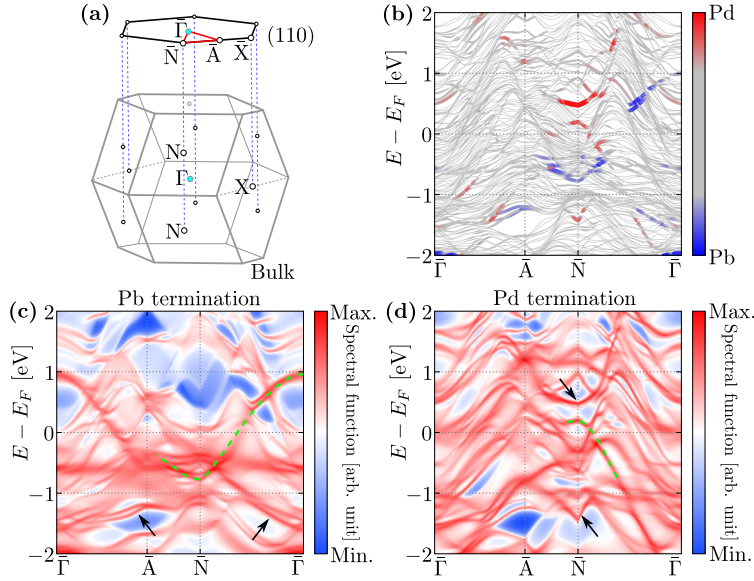 (a)
Γ̄
(110)
N̄
Ā
X̄
N
Γ
X
N
Bulk
(b)
E − E_F [eV]
2
1
0
−1
−2
Γ̄
Ā
N̄
Γ̄
Pd
Pb
(c)
Pb termination
E − E_F [eV]
2
1
0
−1
−2
Γ̄
Ā
N̄
Γ̄
Max.
Spectral function [arb. unit]
Min.
(d)
Pd termination
E − E_F [eV]
2
1
0
−1
−2
Γ̄
Ā
N̄
Γ̄
Max.
Spectral function [arb. unit]
Min.